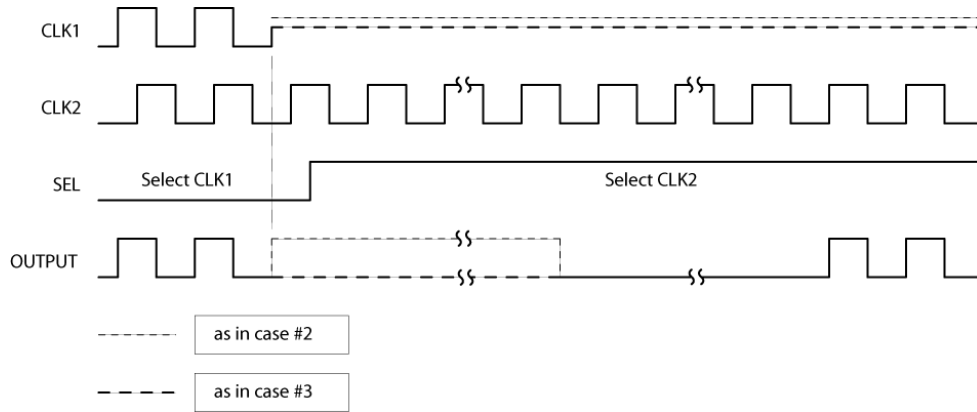 CLK1
CLK2
SEL
Select CLK1
Select CLK2
OUTPUT
as in case #2
as in case #3